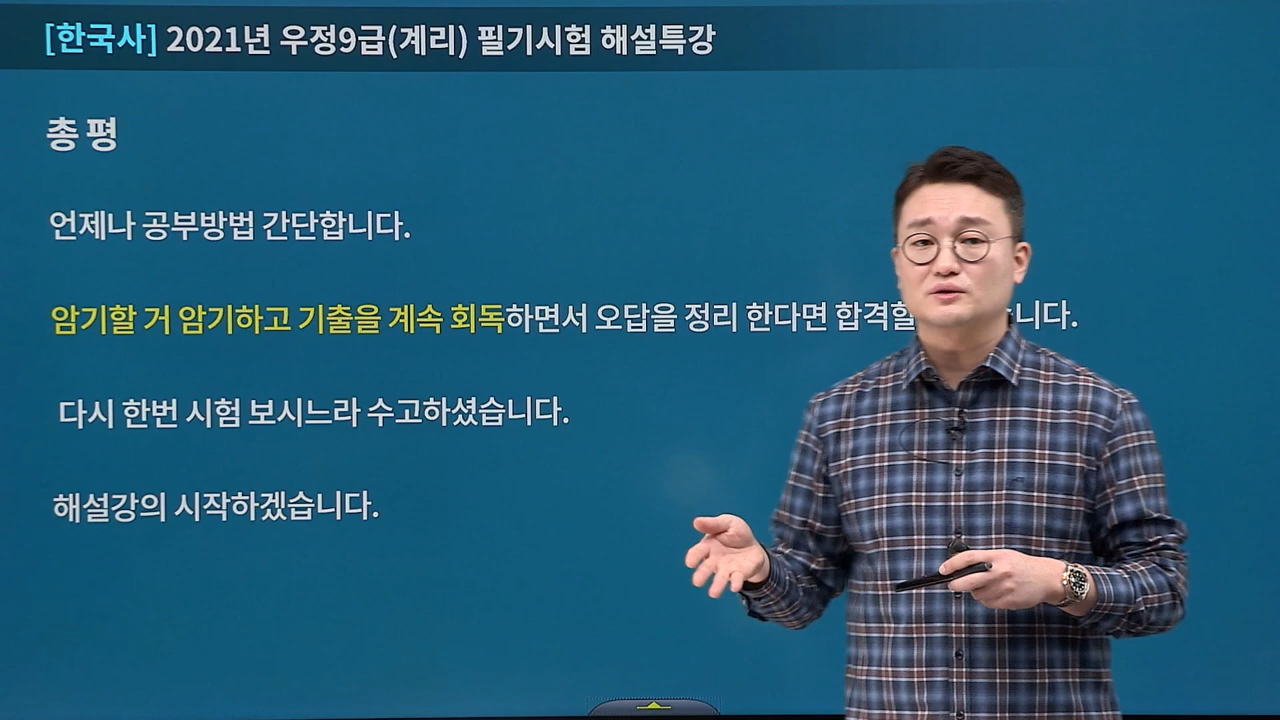 [한국사] 2021년 우정9급(계리) 필기시험 해설특강
총 평
언제나 공부방법 간단합니다.
암기할 거 암기하고 기출을 계속 회독하면서 오답을 정리 한다면 합격할 니다.
다시 한번 시험 보시느라 수고하셨습니다.
해설강의 시작하겠습니다.